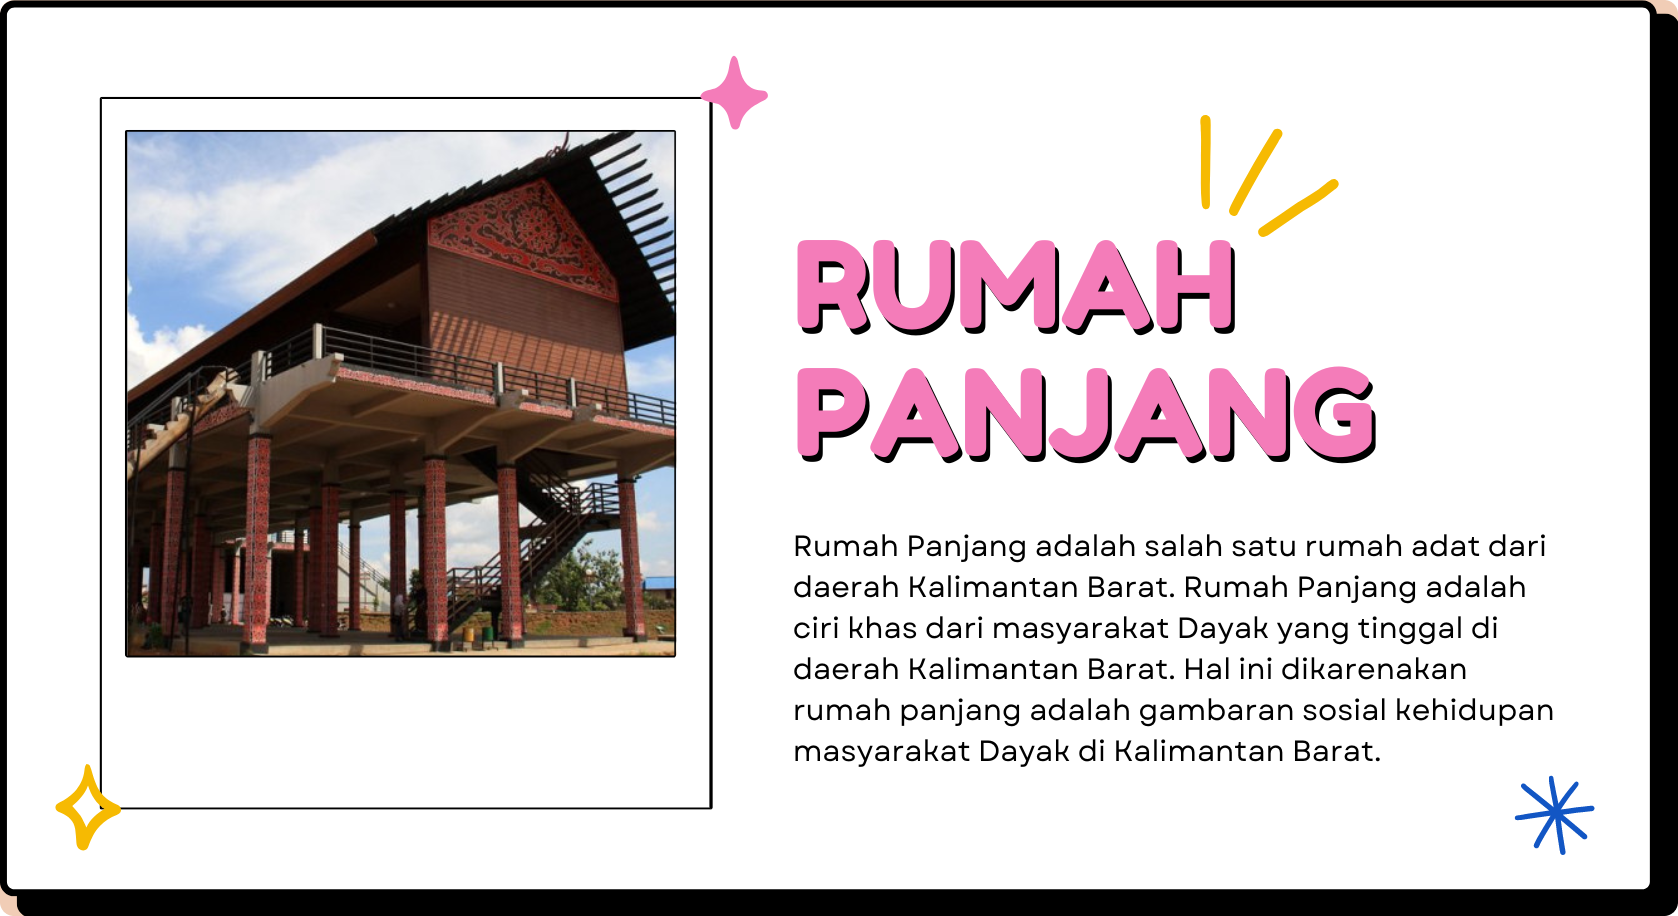 RUMAH
PANJANG
Rumah Panjang adalah salah satu rumah adat dari
daerah Kalimantan Barat. Rumah Panjang adalah
ciri khas dari masyarakat Dayak yang tinggal di
daerah Kalimantan Barat. Hal ini dikarenakan
rumah panjang adalah gambaran sosial kehidupan
masyarakat Dayak di Kalimantan Barat.